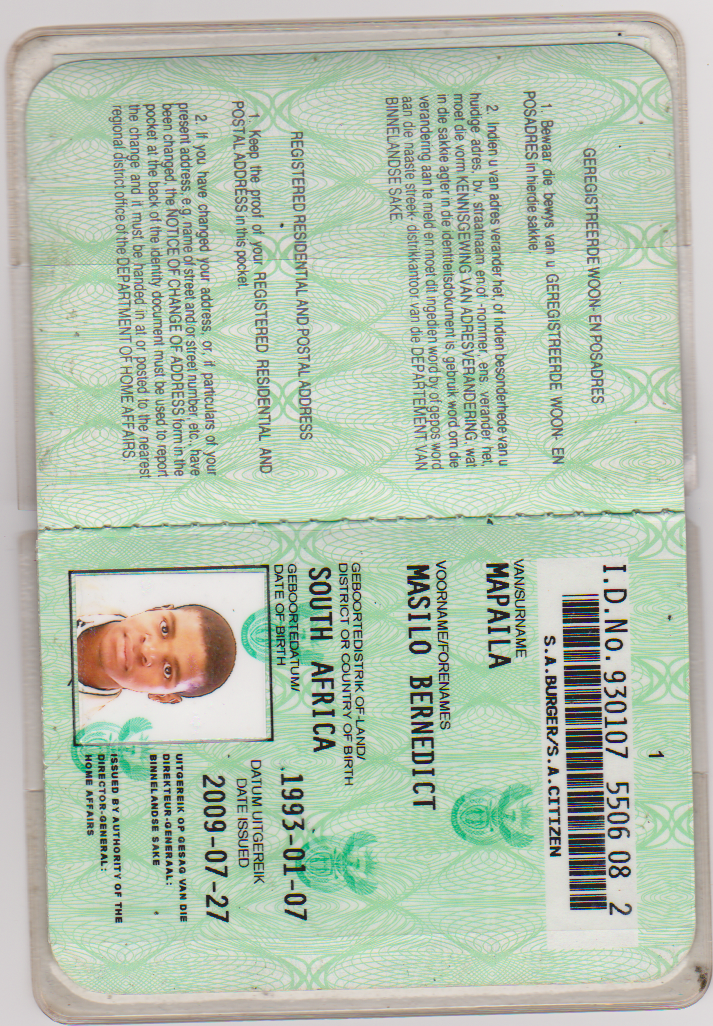 GEREGISTREERDE WOON- EN POSADRES
1. Bewaar die bewys van u GEREGISTREERDE WOON- EN
POSADRES in hierdie sakkie.
2. Indien u van adres verander het, of indien besonderhede van u
huidige adres, bv. straatnaam en/of -nommer, ens. verander het,
moet die vorm KENNISGEWING VAN ADRESVERANDERING, wat
in die sakkie agter in die identiteitsdokument is, gebruik word om die
verandering aan te meld en moet dit ingedien word by of gepos word
aan die naaste streek-/distrikkantoor van die DEPARTEMENT VAN
BINNELANDSE SAKE.
REGISTERED RESIDENTIAL AND POSTAL ADDRESS
1. Keep the proof of your REGISTERED RESIDENTIAL AND
POSTAL ADDRESS in this pocket.
2. If you have changed your address, or, if particulars of your
present address, e.g. name of street and/or street number, etc., have
been changed, the NOTICE OF CHANGE OF ADDRESS form in the
pocket at the back of the identity document must be used to report
the change and it must be handed in at or posted to the nearest
regional/district office of the DEPARTMENT OF HOME AFFAIRS.
1
I.D.No. 930107 5506 08 2
S.A.BURGER/S.A.CITIZEN
VAN/SURNAME
MAPAILA
VOORNAME/FORENAMES
MASILO BERNEDICT
GEBOORTEDISTRIK OF-LAND/
DISTRICT OR COUNTRY OF BIRTH
SOUTH AFRICA
GEBOORTEDATUM/
DATE OF BIRTH
1993-01-07
DATUM UITGEREIK
DATE ISSUED
2009-07-27
UITGEREIK OP GESAG VAN DIE
DIREKTEUR-GENERAAL:
BINNELANDSE SAKE
ISSUED BY AUTHORITY OF THE
DIRECTOR-GENERAL:
HOME AFFAIRS